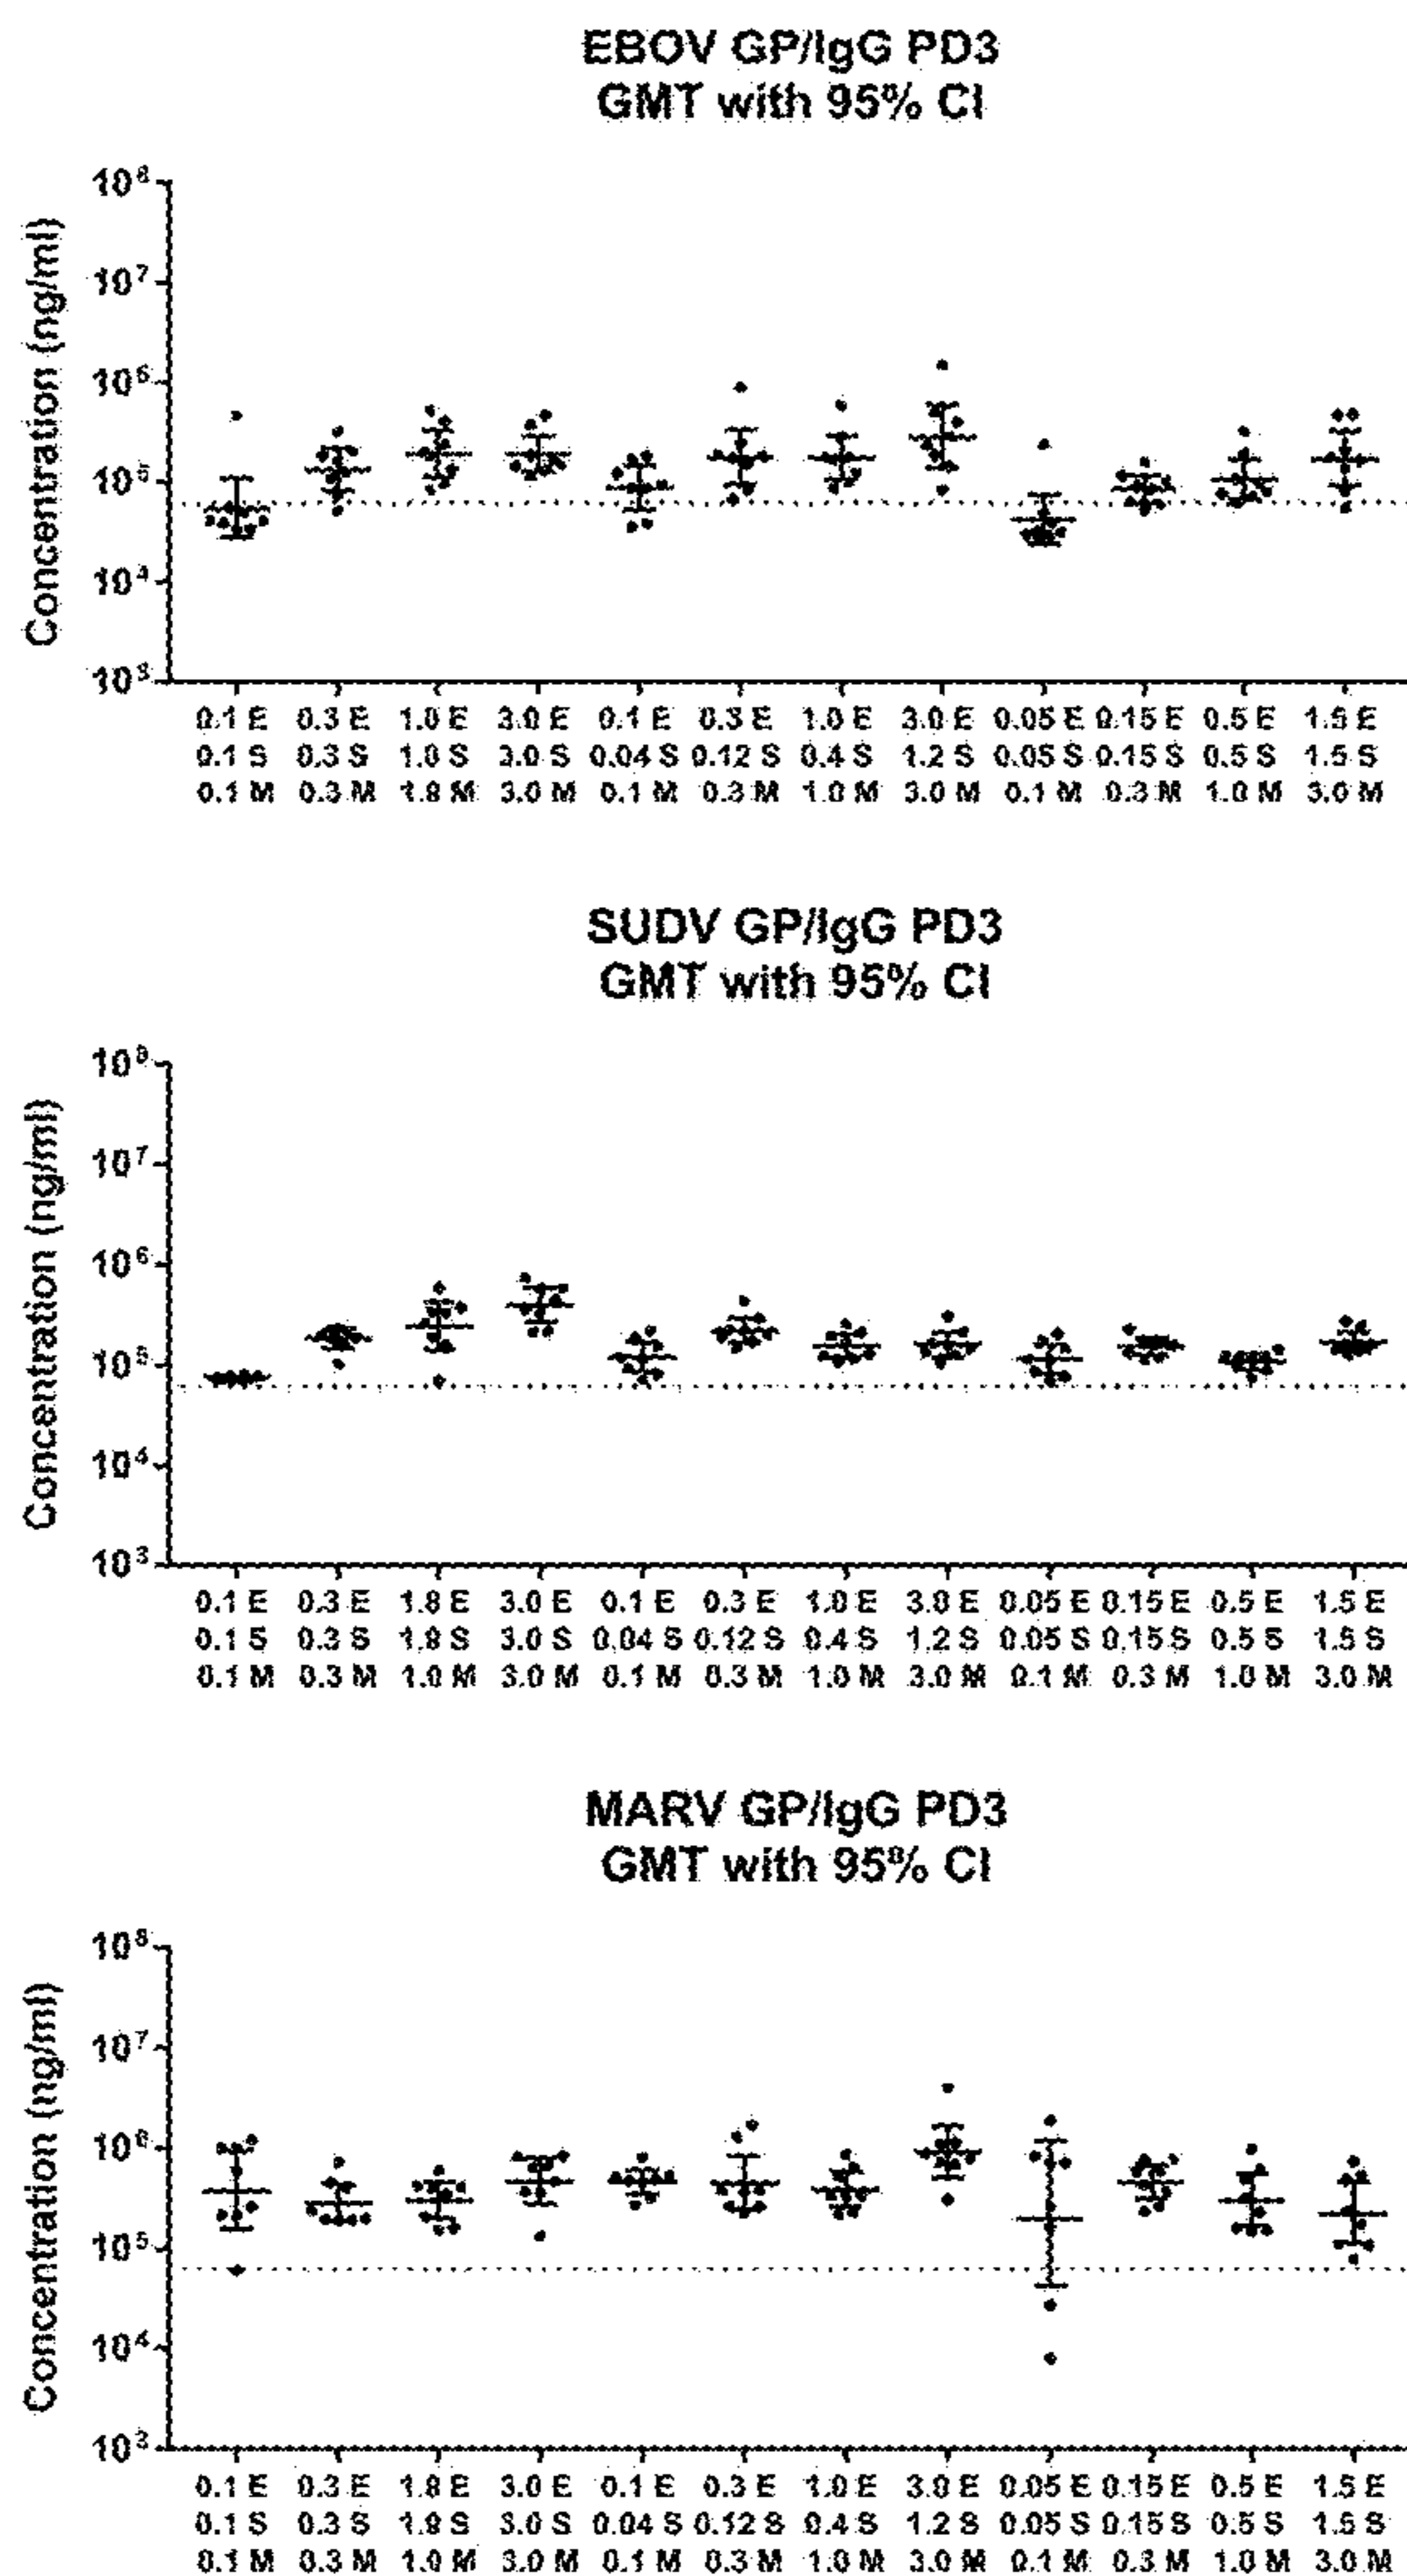 EBOV GP/IgG PD3
GMT with 95% CI
Concentration (ng/ml)
10⁸
10⁷
10⁶
10⁵
10⁴
10³
0.1 E 0.3 E 1.0 E 3.0 E 0.1 E 0.3 E 1.0 E 3.0 E 0.05 E 0.15 E 0.5 E 1.5 E
0.1 S 0.3 S 1.0 S 3.0 S 0.04 S 0.12 S 0.4 S 1.2 S 0.05 S 0.15 S 0.5 S 1.5 S
0.1 M 0.3 M 1.0 M 3.0 M 0.1 M 0.3 M 1.0 M 3.0 M 0.1 M 0.3 M 1.0 M 3.0 M
SUDV GP/IgG PD3
GMT with 95% CI
Concentration (ng/ml)
10⁸
10⁷
10⁶
10⁵
10⁴
10³
0.1 E 0.3 E 1.0 E 3.0 E 0.1 E 0.3 E 1.0 E 3.0 E 0.05 E 0.15 E 0.5 E 1.5 E
0.1 S 0.3 S 1.0 S 3.0 S 0.04 S 0.12 S 0.4 S 1.2 S 0.05 S 0.15 S 0.5 S 1.5 S
0.1 M 0.3 M 1.0 M 3.0 M 0.1 M 0.3 M 1.0 M 3.0 M 0.1 M 0.3 M 1.0 M 3.0 M
MARV GP/IgG PD3
GMT with 95% CI
Concentration (ng/ml)
10⁸
10⁷
10⁶
10⁵
10⁴
10³
0.1 E 0.3 E 1.0 E 3.0 E 0.1 E 0.3 E 1.0 E 3.0 E 0.05 E 0.15 E 0.5 E 1.5 E
0.1 S 0.3 S 1.0 S 3.0 S 0.04 S 0.12 S 0.4 S 1.2 S 0.05 S 0.15 S 0.5 S 1.5 S
0.1 M 0.3 M 1.0 M 3.0 M 0.1 M 0.3 M 1.0 M 3.0 M 0.1 M 0.3 M 1.0 M 3.0 M